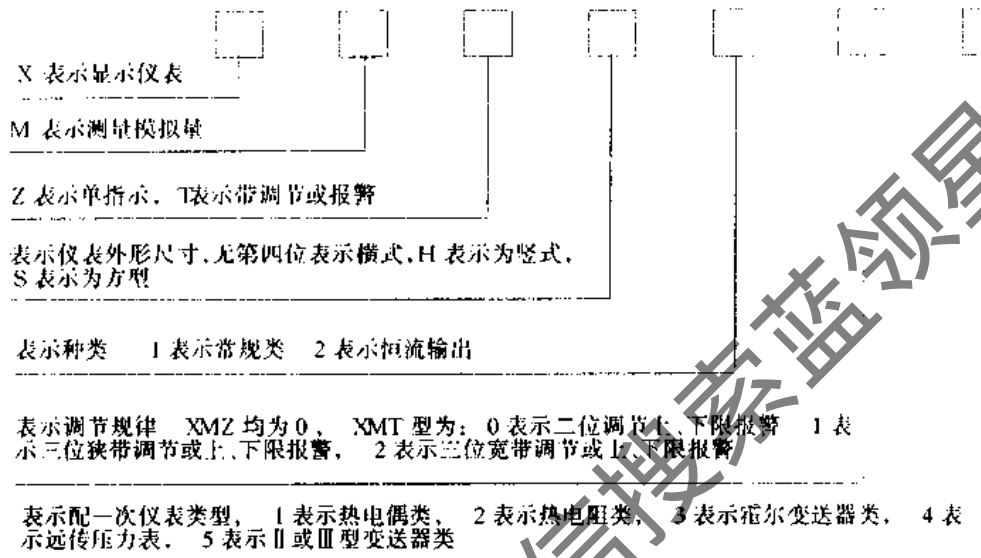 X 表示显示仪表
M 表示测量模拟量
Z 表示单指示, T表示带调节或报警
表示仪表外形尺寸、无第四位表示横式、H 表示为竖式、
S 表示为方型
表示种类 1 表示常规类 2 表示恒流输出
表示调节规律 XMZ 均为0, XMT 型为: 0 表示二位调节上、下限报警 1 表
示三位狭带调节或上、下限报警, 2 表示三位宽带调节或上、下限报警
表示配一次仪表类型, 1 表示热电偶类, 2 表示热电阻类, 3 表示霍尔变送器类, 4 表
示远传压力表, 5 表示Ⅱ或Ⅲ型变送器类
信搜索蓝领星